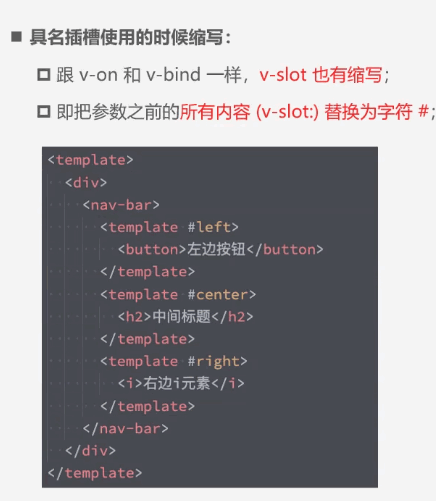 ■ 具名插槽使用的时候缩写：
跟 v-on 和 v-bind 一样，v-slot 也有缩写；
即把参数之前的所有内容 (v-slot:) 替换为字符 #；
<template>
<div>
<nav-bar>
<template #left>
<button>左边按钮</button>
</template>
<template #center>
<h2>中间标题</h2>
</template>
<template #right>
<i>右边i元素</i>
</template>
</nav-bar>
</div>
</template>